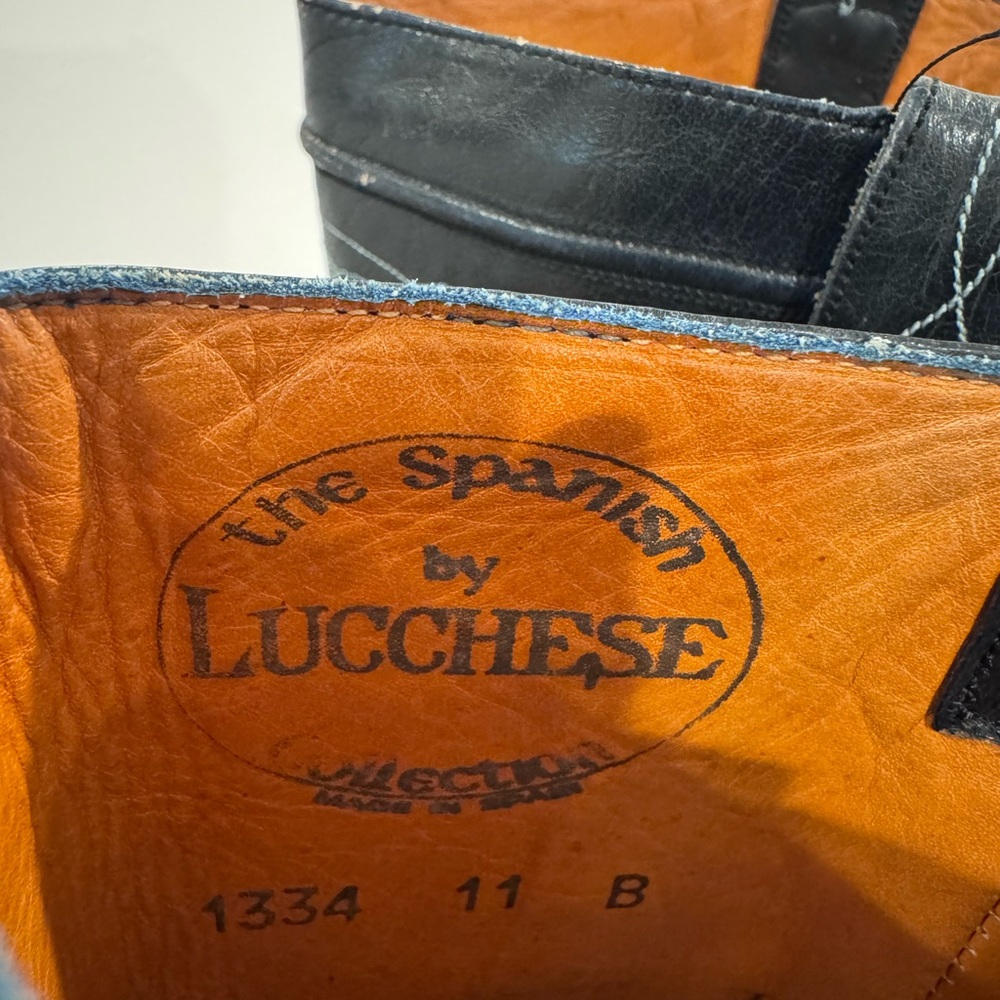 the Spanish
by
LUCCHESE
Collection
MADE IN SPAIN
1334 11 B